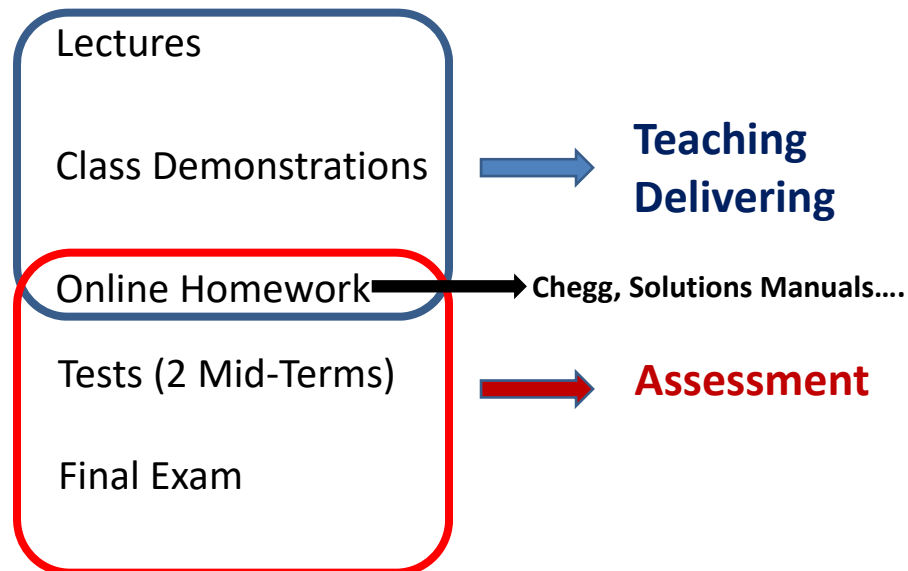 Lectures
Class Demonstrations
Teaching
Delivering
Online Homework
Chegg, Solutions Manuals....
Tests (2 Mid-Terms)
Assessment
Final Exam